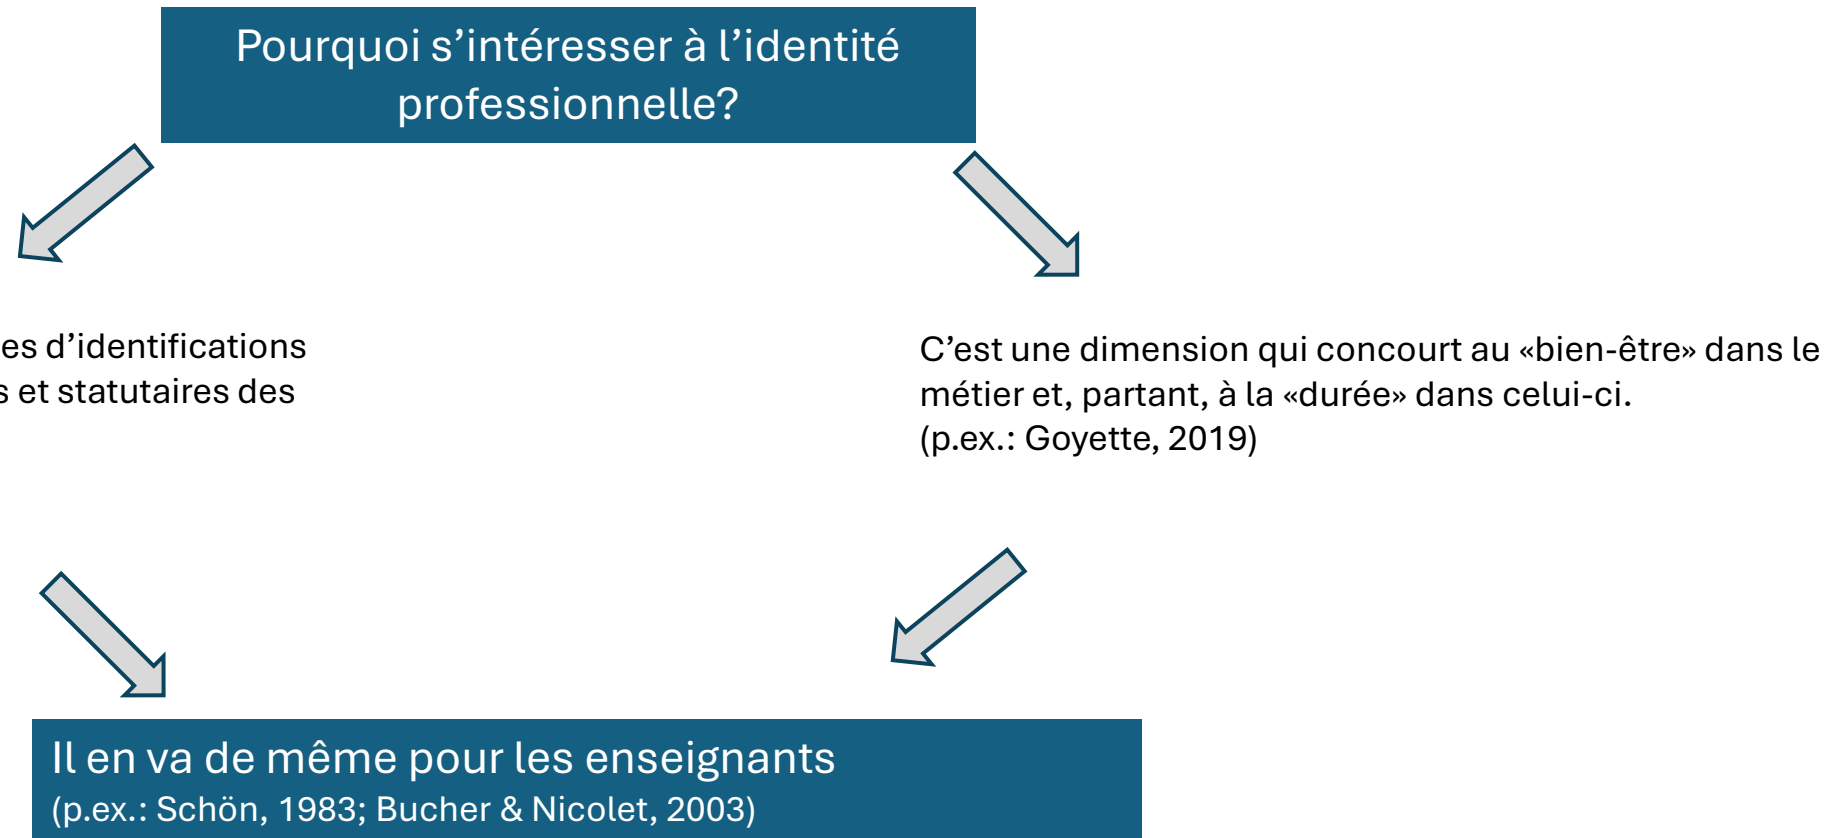 Pourquoi s’intéresser à l’identité
professionnelle?
es d’identifications
s et statutaires des
C’est une dimension qui concourt au «bien-être» dans le
métier et, partant, à la «durée» dans celui-ci.
(p.ex.: Goyette, 2019)
Il en va de même pour les enseignants
(p.ex.: Schön, 1983; Bucher & Nicolet, 2003)